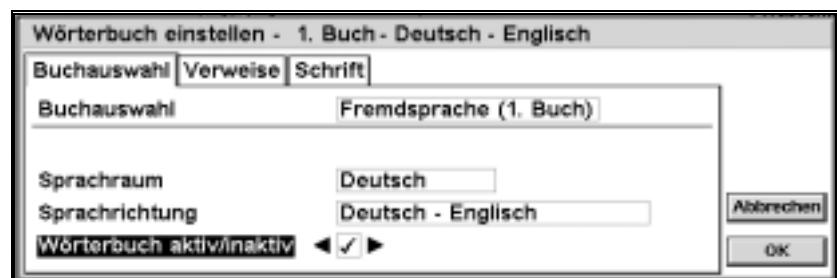 Wörterbuch einstellen - 1. Buch - Deutsch - Englisch
Buchauswahl Verweise Schrift
Buchauswahl Fremdsprache (1. Buch)
Sprachraum Deutsch
Sprachrichtung Deutsch - Englisch
Abbrechen
Wörterbuch aktiv/inaktiv ◀ ✓ ▶
OK